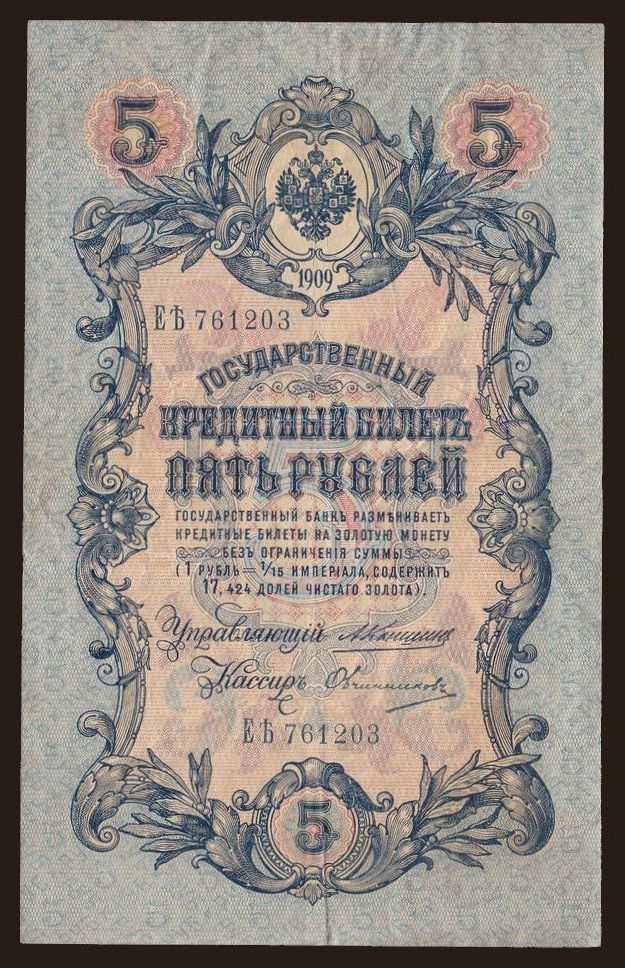 5 5
1909
ЕѢ 761203
ГОСУДАРСТВЕННЫЙ
КРЕДИТНЫЙ БИЛЕТЪ
ПЯТЬ РУБЛЕЙ
ГОСУДАРСТВЕННЫЙ БАНКЪ РАЗМѢНИВАЕТЪ
КРЕДИТНЫЕ БИЛЕТЫ НА ЗОЛОТУЮ МОНЕТУ
БЕЗЪ ОГРАНИЧЕНІЯ СУММЫ
(1 РУБЛЬ = 1/15 ИМПЕРІАЛА, СОДЕРЖИТЪ
17,424 ДОЛЕЙ ЧИСТАГО ЗОЛОТА).
Управляющій
Кассиръ Овчинниковъ
ЕѢ 761203
5